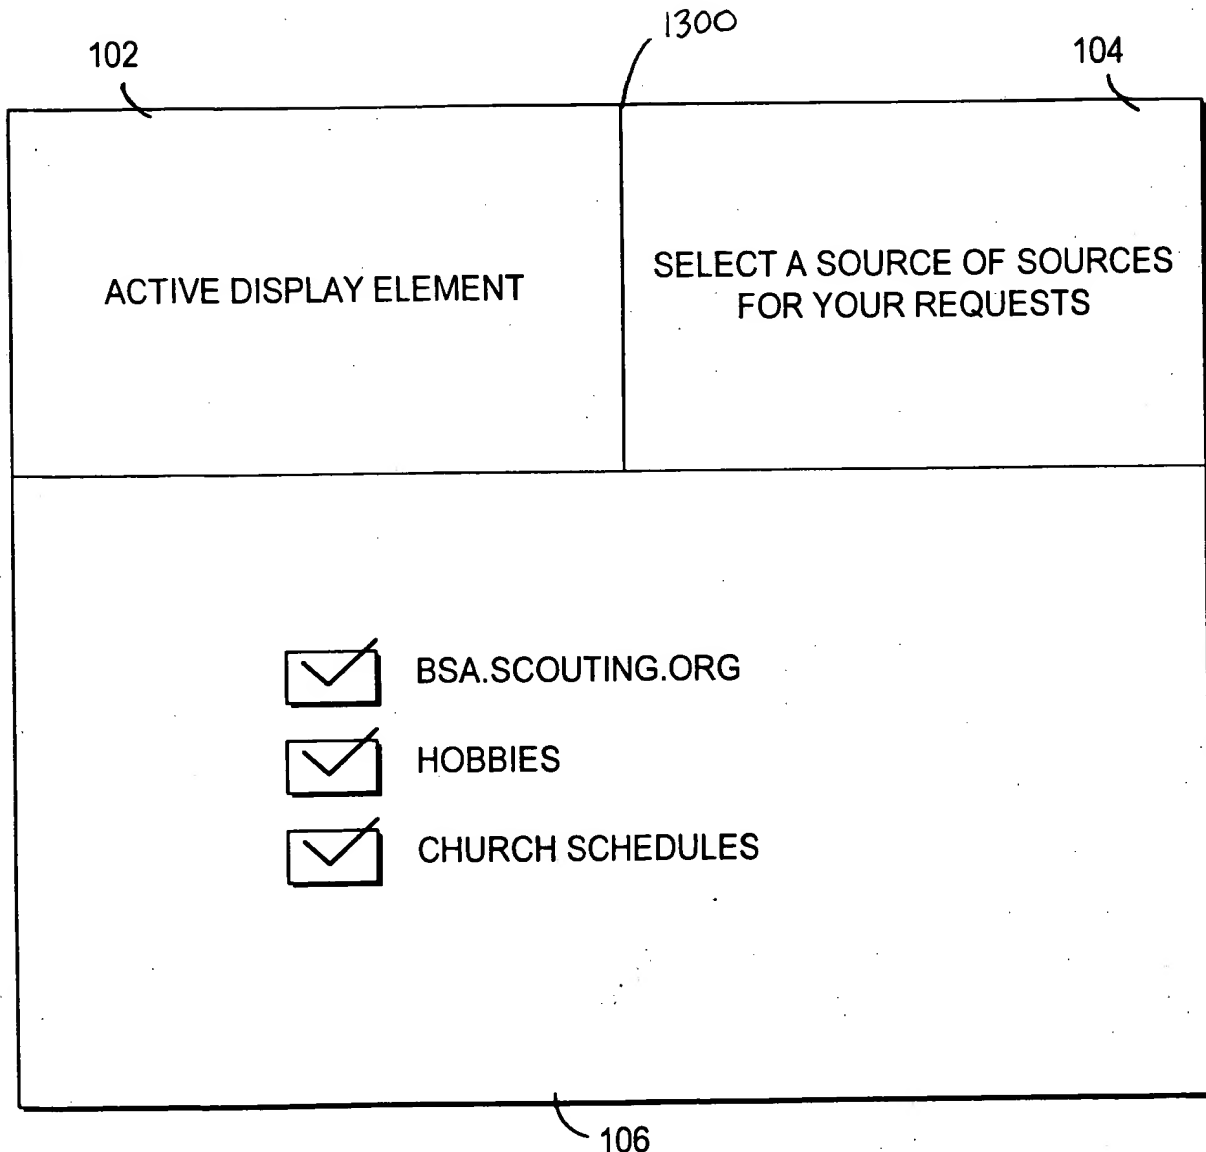 1300
102
104
ACTIVE DISPLAY ELEMENT
SELECT A SOURCE OF SOURCES
FOR YOUR REQUESTS
BSA.SCOUTING.ORG
HOBBIES
CHURCH SCHEDULES
106